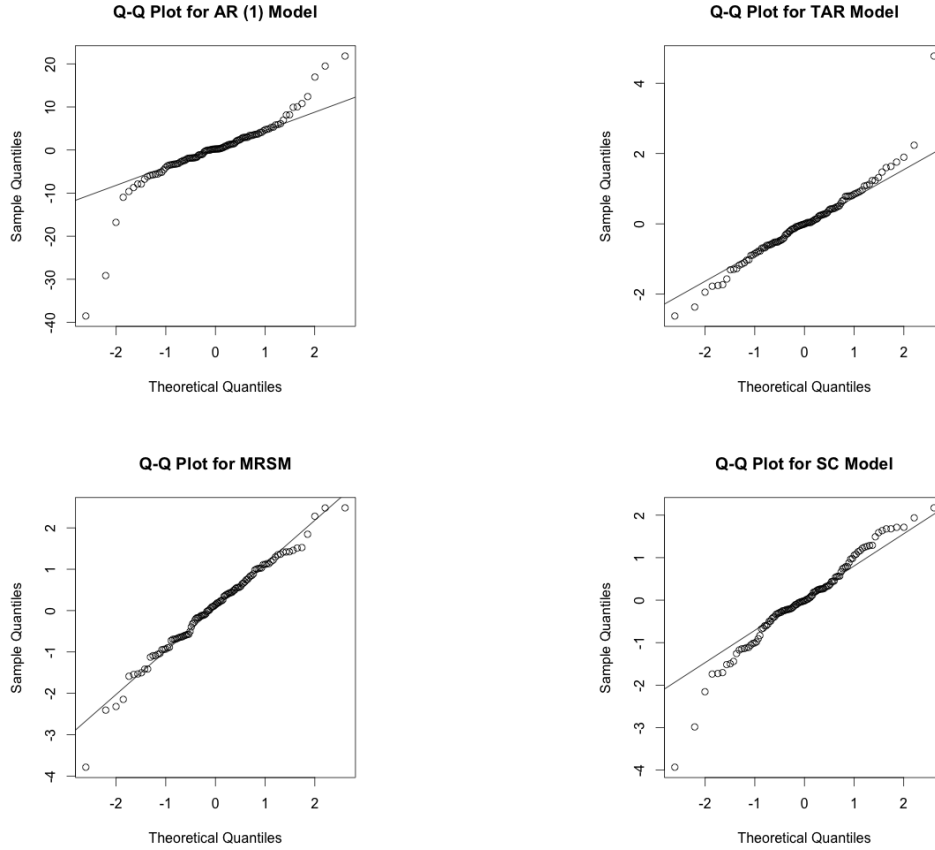 Q-Q Plot for AR (1) Model
Sample Quantiles
20
10
0
-10
-20
-30
-40
-2 -1 0 1 2
Theoretical Quantiles
Q-Q Plot for TAR Model
Sample Quantiles
4
2
0
-2
-2 -1 0 1 2
Theoretical Quantiles
Q-Q Plot for MRSM
Sample Quantiles
2
1
0
-1
-2
-3
-4
-2 -1 0 1 2
Theoretical Quantiles
Q-Q Plot for SC Model
Sample Quantiles
2
1
0
-1
-2
-3
-4
-2 -1 0 1 2
Theoretical Quantiles